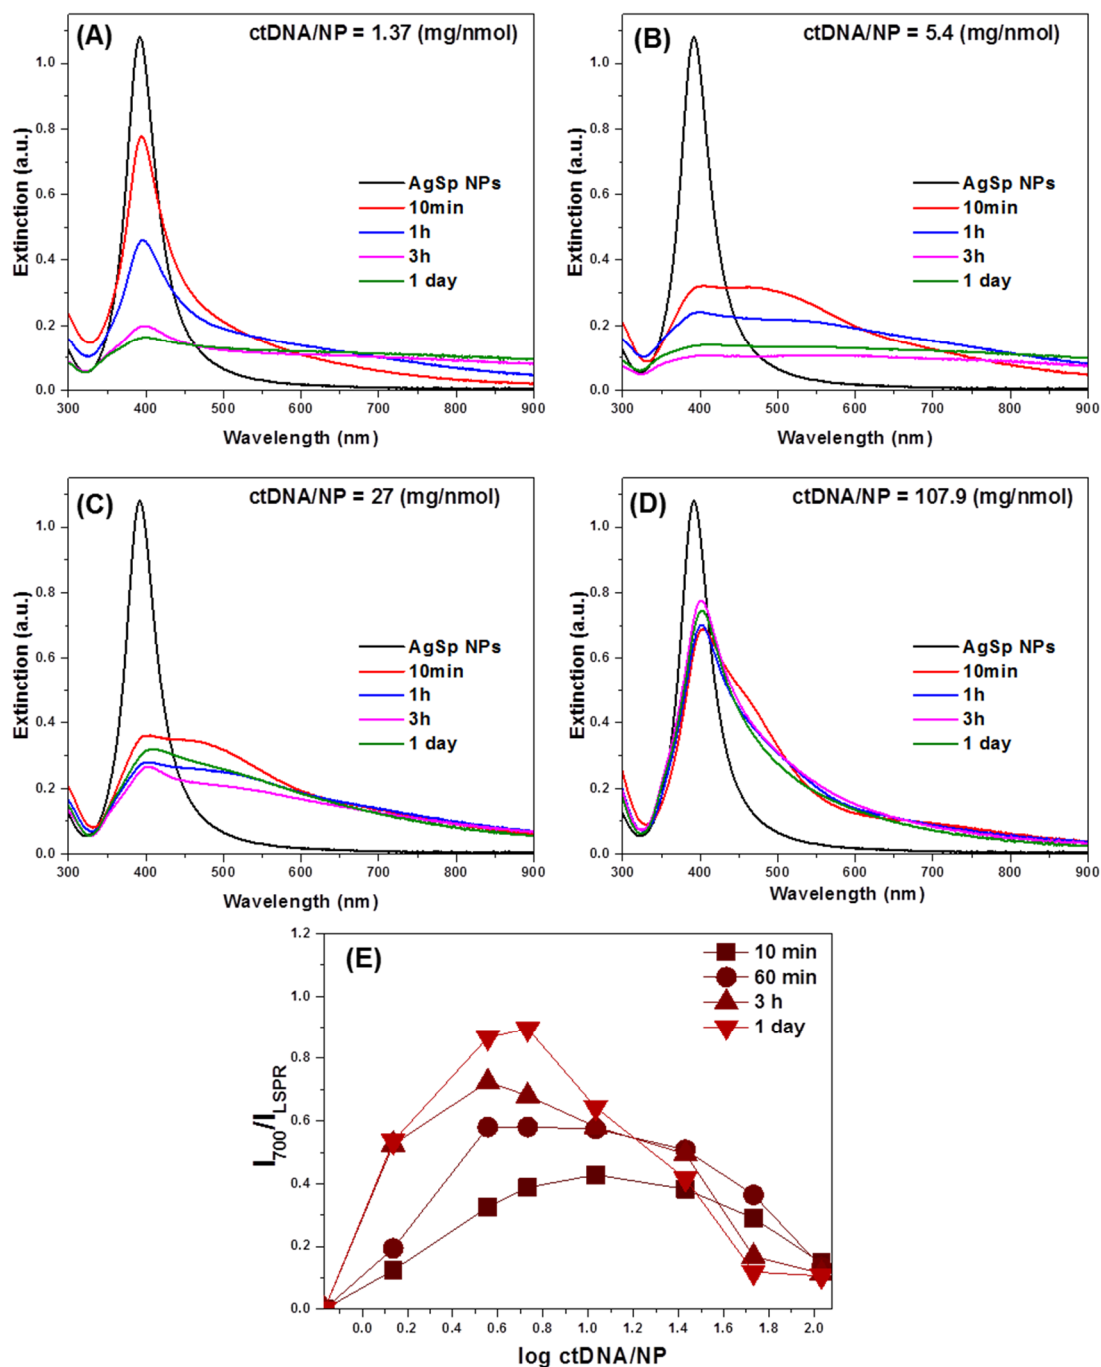 (A)
ctDNA/NP = 1.37 (mg/nmol)
Extinction (a.u.)
1.0
0.8
0.6
0.4
0.2
0.0
AgSp NPs
10min
1h
3h
1 day
300 400 500 600 700 800 900
Wavelength (nm)
(B)
ctDNA/NP = 5.4 (mg/nmol)
Extinction (a.u.)
1.0
0.8
0.6
0.4
0.2
0.0
AgSp NPs
10min
1h
3h
1 day
300 400 500 600 700 800 900
Wavelength (nm)
(C)
ctDNA/NP = 27 (mg/nmol)
Extinction (a.u.)
1.0
0.8
0.6
0.4
0.2
0.0
AgSp NPs
10min
1h
3h
1 day
300 400 500 600 700 800 900
Wavelength (nm)
(D)
ctDNA/NP = 107.9 (mg/nmol)
Extinction (a.u.)
1.0
0.8
0.6
0.4
0.2
0.0
AgSp NPs
10min
1h
3h
1 day
300 400 500 600 700 800 900
Wavelength (nm)
(E)
I700/ILSPR
1.2
1.0
0.8
0.6
0.4
0.2
0.0
10 min
60 min
3 h
1 day
0.0 0.2 0.4 0.6 0.8 1.0 1.2 1.4 1.6 1.8 2.0
log ctDNA/NP